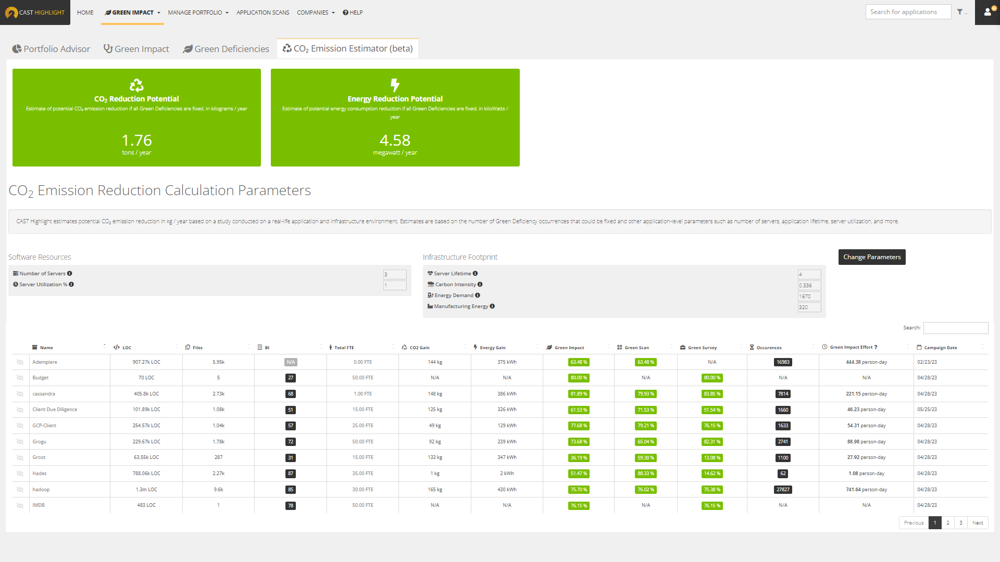 CAST HIGHLIGHT
HOME
GREEN IMPACT
MANAGE PORTFOLIO
APPLICATION SCANS
COMPANIES
HELP
Search for applications
...
Portfolio Advisor
Green Impact
Green Deficiencies
CO₂ Emission Estimator (beta)
CO₂ Reduction Potential
Estimate of potential CO₂ emission reduction if all Green Deficiencies are fixed, in kilograms / year
1.76
tons / year
Energy Reduction Potential
Estimate of potential energy consumption reduction if all Green Deficiencies are fixed, in kiloWatts /
year
4.58
megawatt / year
CO₂ Emission Reduction Calculation Parameters
CAST Highlight estimates potential CO₂ emission reduction in kg / year based on a study conducted on a real-life application and infrastructure environment. Estimates are based on the number of Green Deficiency occurrences that could be fixed and other application-level parameters such as number of servers, application lifetime, server utilization, and more.
Software Resources
Number of Servers 3
Server Utilization % 1
Infrastructure Footprint
Server Lifetime 4
Carbon Intensity 0.336
Energy Demand 1670
Manufacturing Energy 320
Change Parameters
Search:
Name LOC Files BI Total FTE CO2 Gain Energy Gain Green Impact Green Scan Green Survey Occurences Green Impact Effort ? Campaign Date
Adempiere 907.27k LOC 5.95k N/A 0.00 FTE 144 kg 375 kWh 63.48 % 63.48 % N/A 16983 444.38 person-day 02/23/23
Budget 70 LOC 5 27 50.00 FTE N/A N/A 80.00 % N/A 80.00 % N/A N/A 04/28/23
cassandra 405.8k LOC 2.73k 68 1.00 FTE 148 kg 386 kWh 81.89 % 79.93 % 83.85 % 7814 221.15 person-day 04/28/23
Client Due Diligence 101.89k LOC 1.08k 51 15.00 FTE 125 kg 326 kWh 61.53 % 71.53 % 51.54 % 1660 46.23 person-day 05/25/23
GCP-Client 254.57k LOC 1.04k 57 25.00 FTE 49 kg 129 kWh 77.68 % 79.21 % 76.15 % 1633 54.31 person-day 04/28/23
Grogu 229.67k LOC 1.78k 72 50.00 FTE 92 kg 239 kWh 73.68 % 65.04 % 82.31 % 2741 88.98 person-day 04/28/23
Groot 63.55k LOC 287 31 15.00 FTE 133 kg 347 kWh 36.19 % 59.30 % 13.08 % 1100 27.92 person-day 04/28/23
Hades 788.06k LOC 2.27k 87 35.00 FTE 1 kg 2 kWh 51.47 % 88.33 % 14.62 % 62 1.08 person-day 04/28/23
hadoop 1.3m LOC 9.6k 85 30.00 FTE 165 kg 430 kWh 75.70 % 76.02 % 75.38 % 27827 741.64 person-day 04/28/23
IMDB 483 LOC 1 78 50.00 FTE N/A N/A 76.15 % N/A 76.15 % N/A N/A 04/28/23
Previous 1 2 3 Next